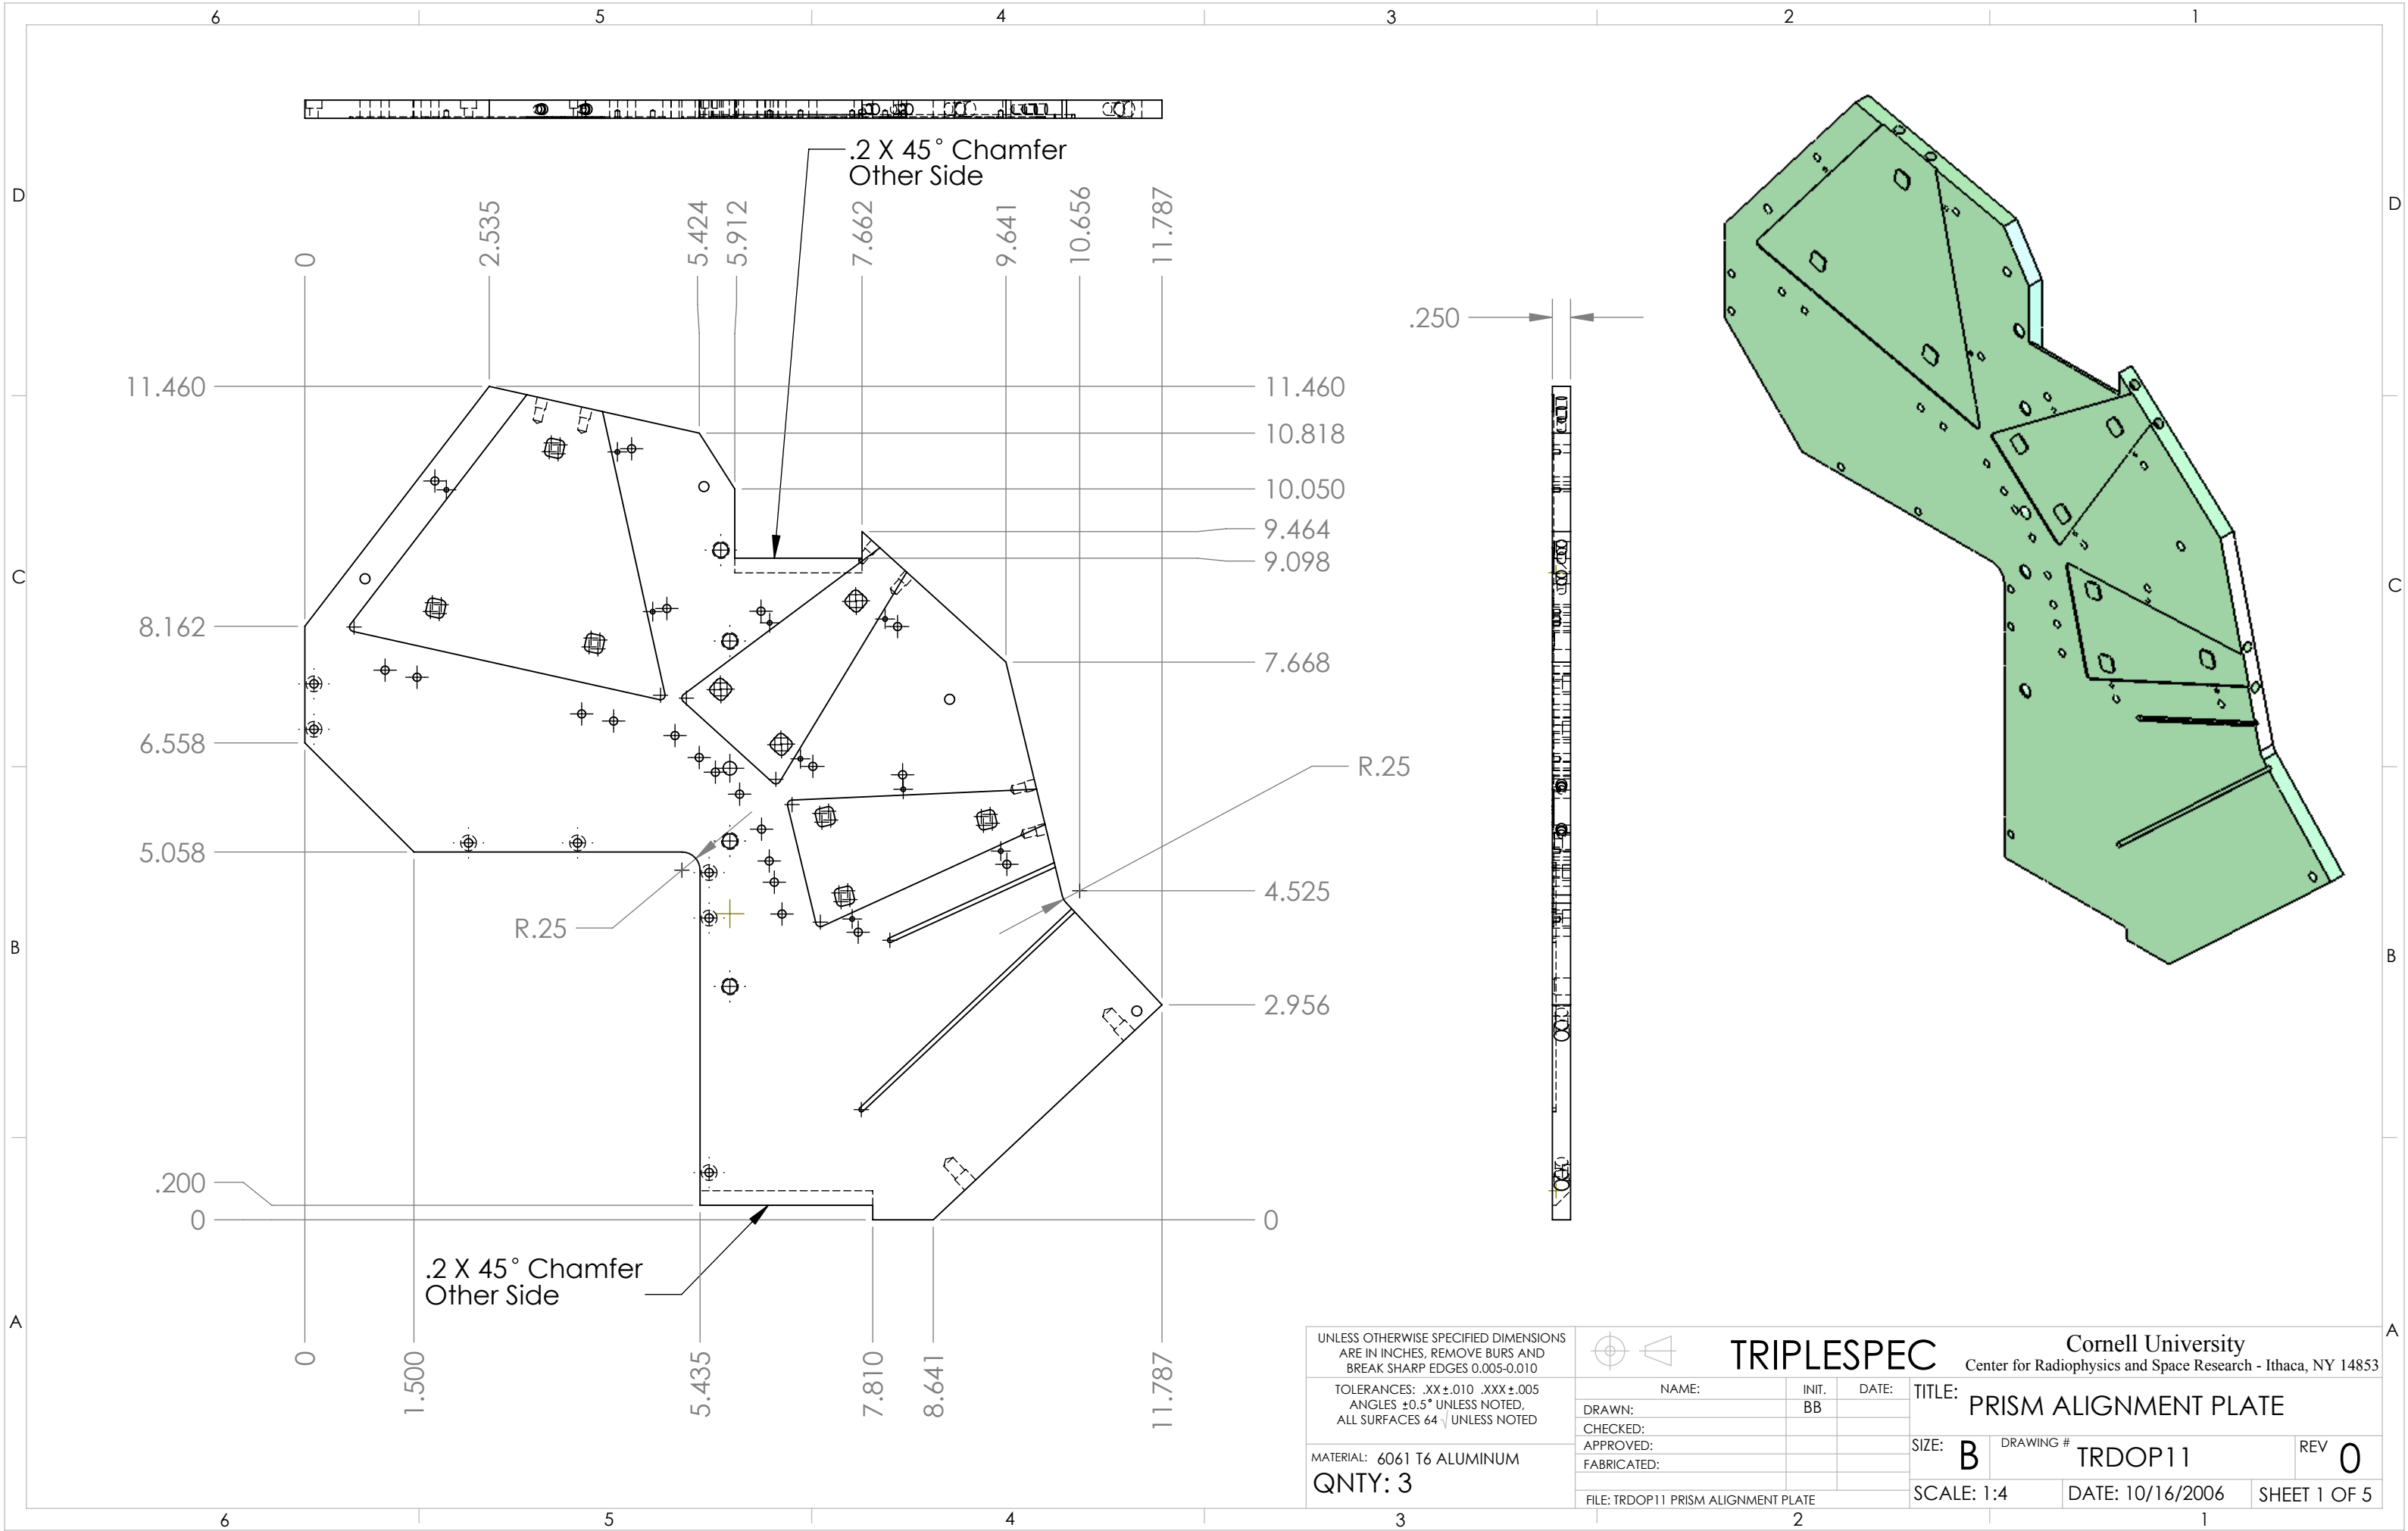 6 5 4 3 2 1
D D
.2 X 45° Chamfer
Other Side
0 2.535 5.424 5.912 7.662 9.641 10.656 11.787
.250
11.460 11.460
10.818
10.050
9.464
C C
9.098
8.162
7.668
6.558
R.25
5.058
4.525
R.25
B B
2.956
.200
0 0
.2 X 45° Chamfer
Other Side
A A
0 1.500 5.435 7.810 8.641 11.787
UNLESS OTHERWISE SPECIFIED DIMENSIONS
ARE IN INCHES, REMOVE BURS AND
BREAK SHARP EDGES 0.005-0.010
TOLERANCES: .XX±.010 .XXX±.005
ANGLES ±0.5° UNLESS NOTED,
ALL SURFACES 64 √ UNLESS NOTED
MATERIAL: 6061 T6 ALUMINUM
QNTY: 3
TRIPLESPEC
Cornell University
Center for Radiophysics and Space Research - Ithaca, NY 14853
NAME: INIT. DATE:
DRAWN: BB
CHECKED:
APPROVED:
FABRICATED:
FILE: TRDOP11 PRISM ALIGNMENT PLATE
TITLE: PRISM ALIGNMENT PLATE
SIZE: B DRAWING # TRDOP11 REV 0
SCALE: 1:4 DATE: 10/16/2006 SHEET 1 OF 5
6 5 4 3 2 1